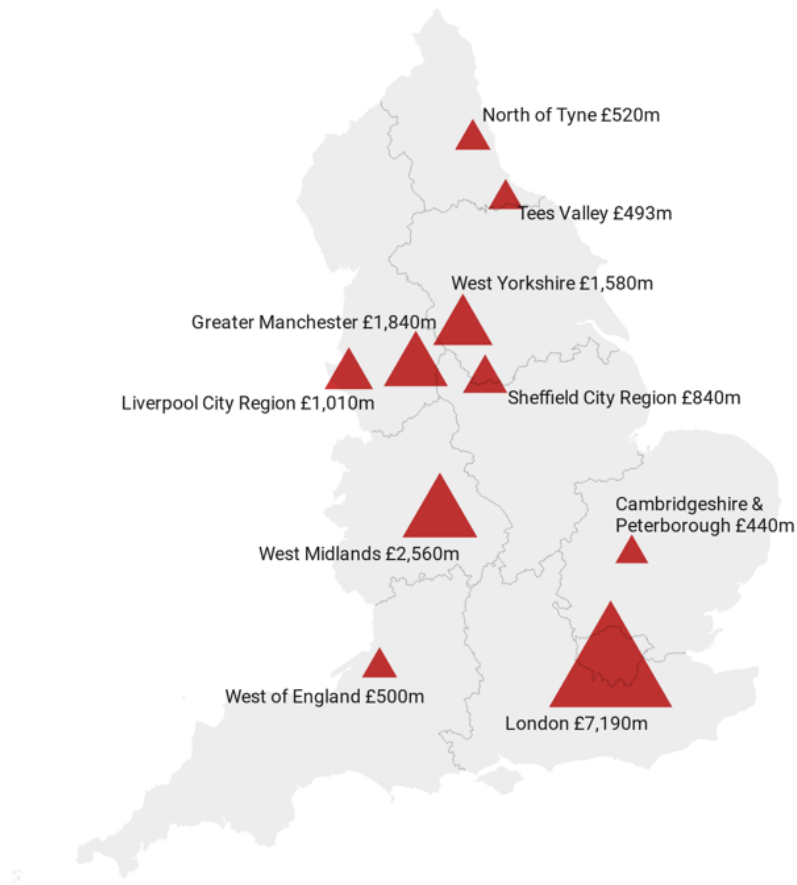 North of Tyne £520m
Tees Valley £493m
West Yorkshire £1,580m
Greater Manchester £1,840m
Sheffield City Region £840m
Liverpool City Region £1,010m
Cambridgeshire &
Peterborough £440m
West Midlands £2,560m
West of England £500m
London £7,190m